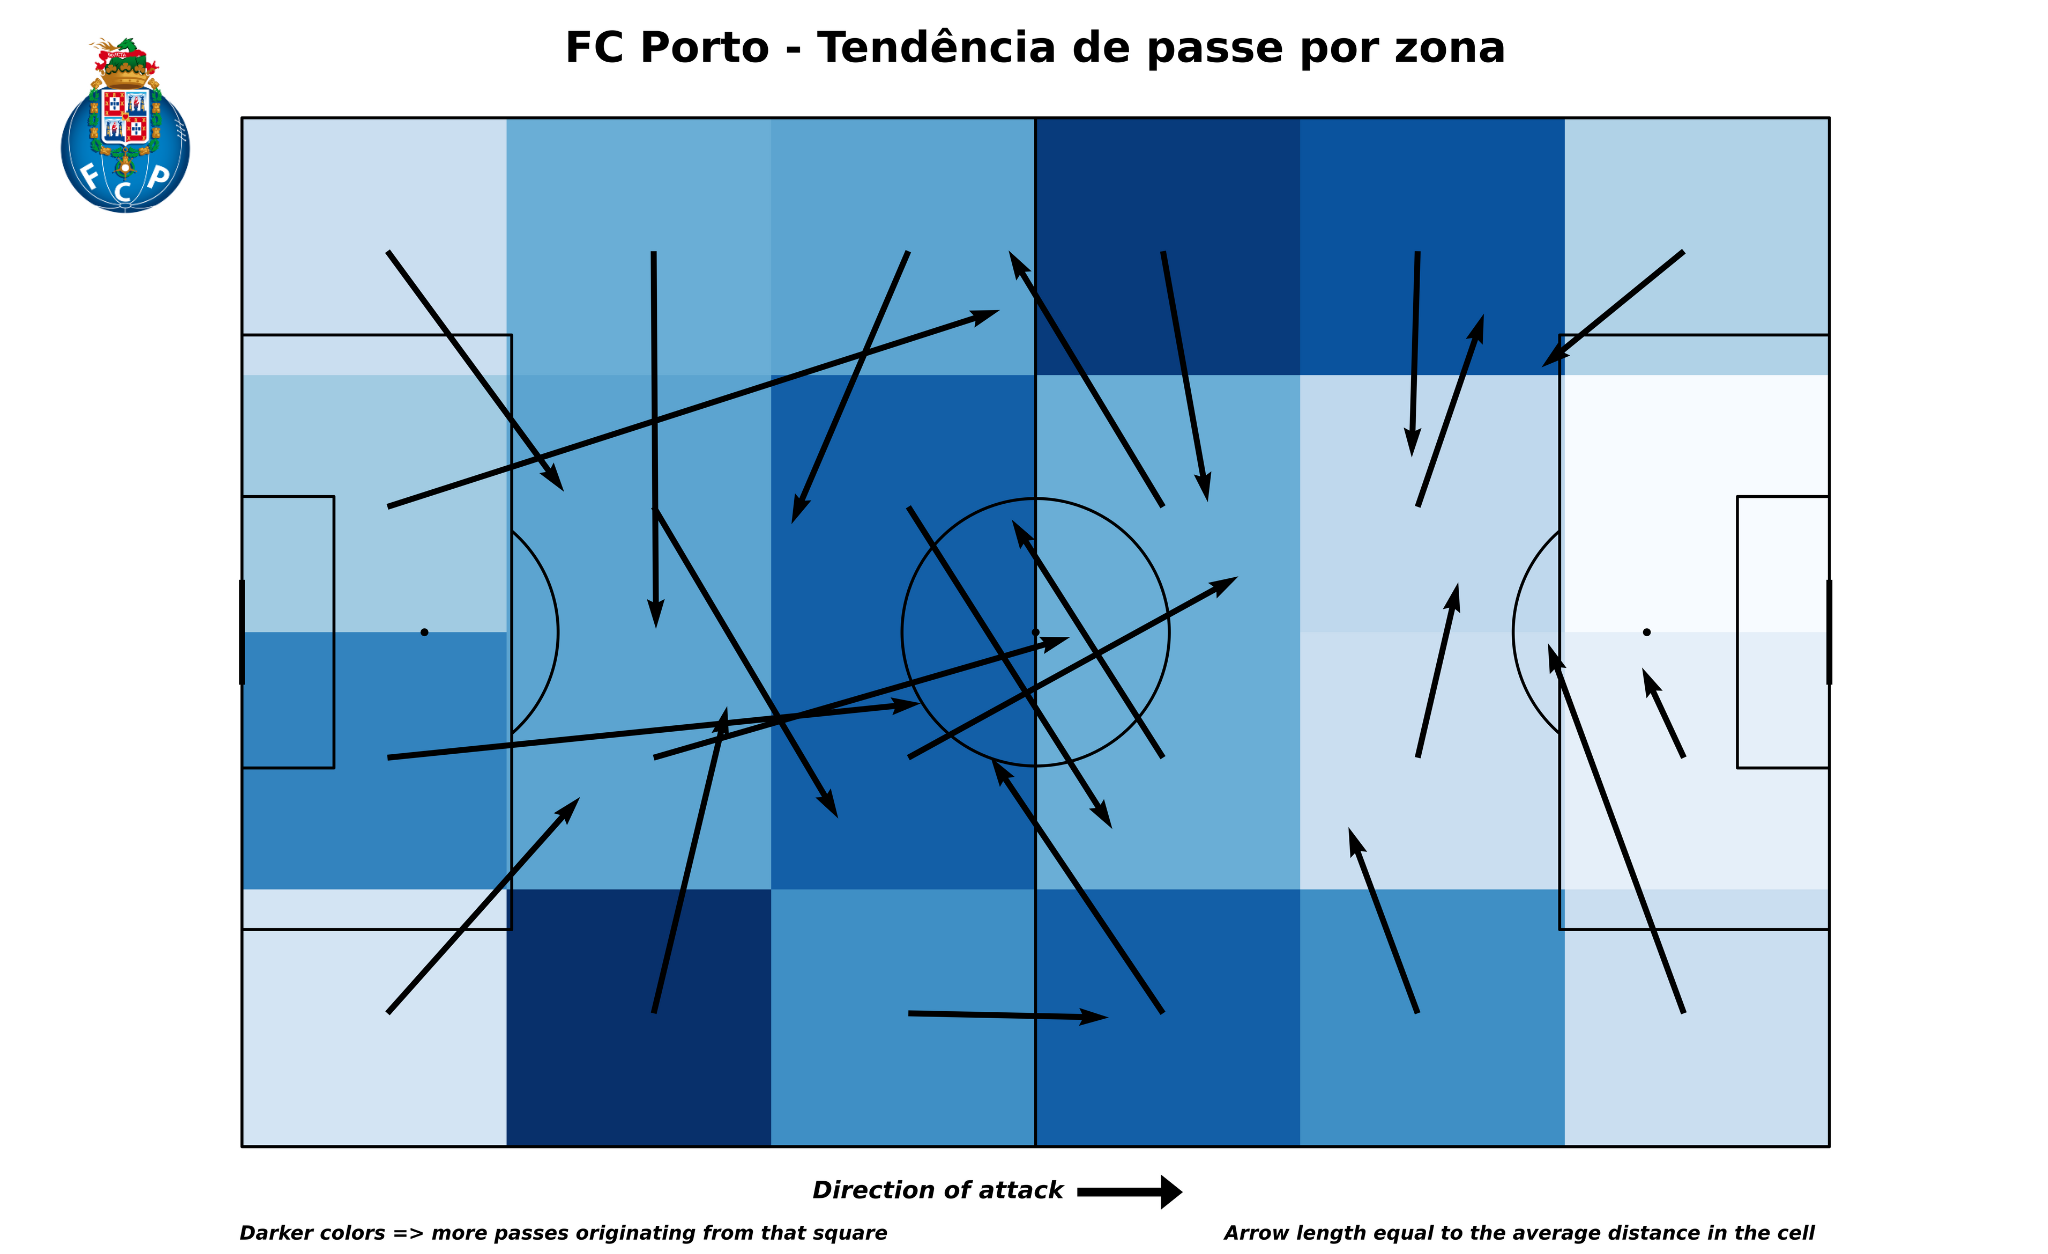 FC Porto - Tendência de passe por zona
F C P
Direction of attack
Darker colors => more passes originating from that square
Arrow length equal to the average distance in the cell